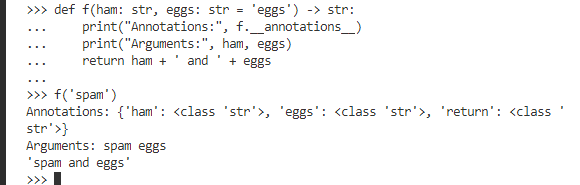 >>> def f(ham: str, eggs: str = 'eggs') -> str:
...     print("Annotations:", f.__annotations__)
...     print("Arguments:", ham, eggs)
...     return ham + ' and ' + eggs
...
>>> f('spam')
Annotations: {'ham': <class 'str'>, 'eggs': <class 'str'>, 'return': <class '
str'>}
Arguments: spam eggs
'spam and eggs'
>>>